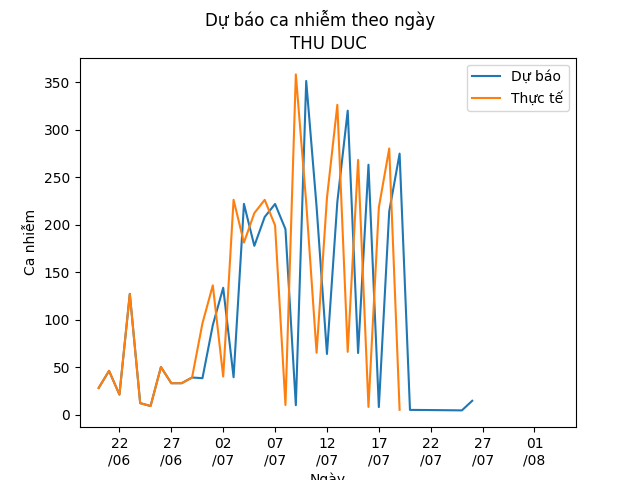 Dự báo ca nhiễm theo ngày
THU DUC
Dự báo
Thực tế
Ca nhiễm
350
300
250
200
150
100
50
0
22 27 02 07 12 17 22 27 01
/06 /06 /07 /07 /07 /07 /07 /07 /08
Ngày